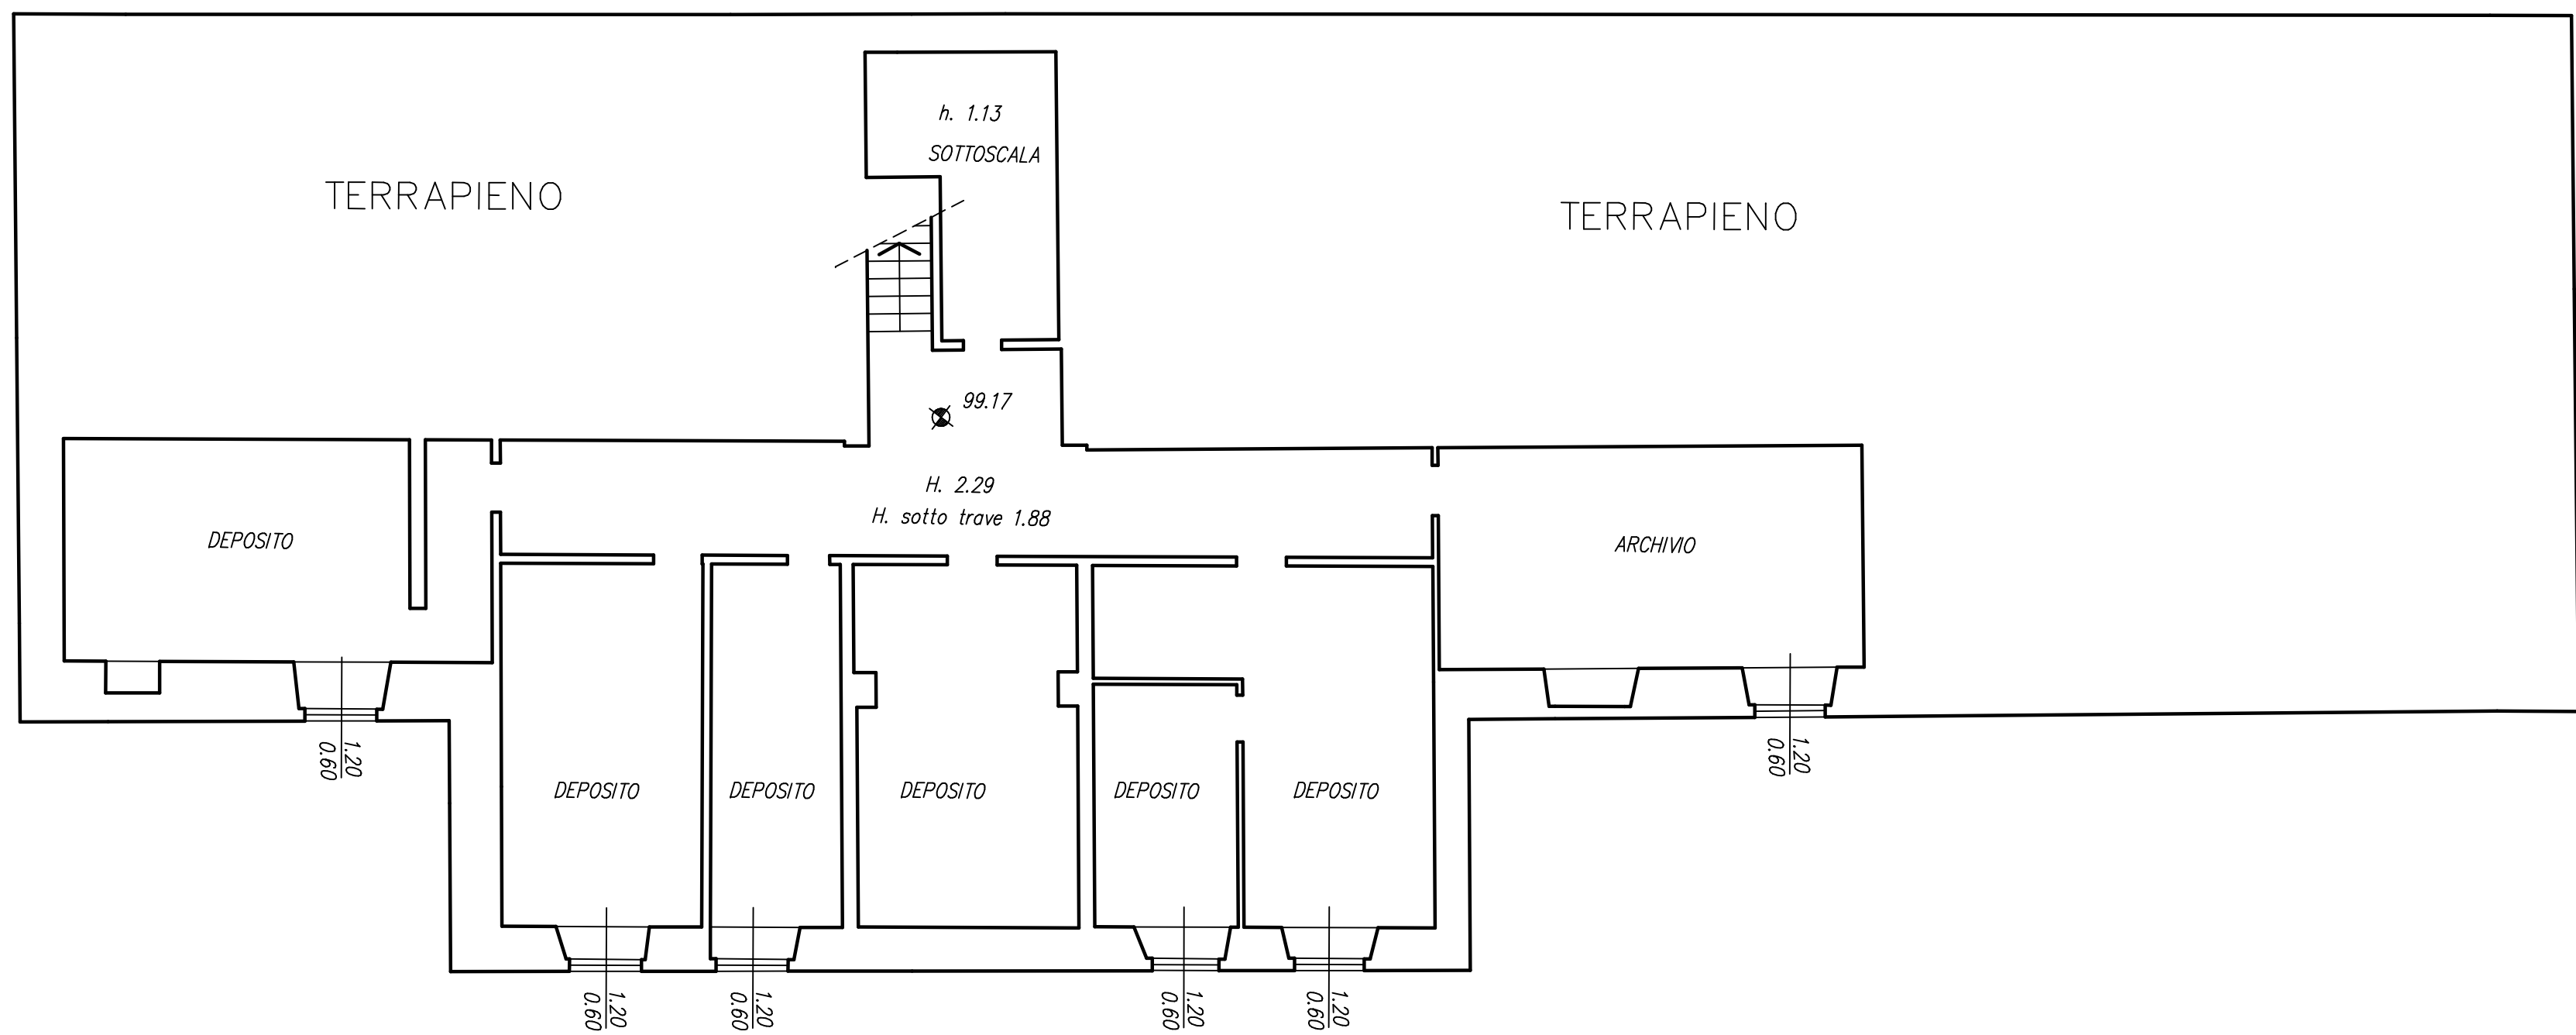 h. 1.13
SOTTOSCALA
TERRAPIENO
TERRAPIENO
99.17
H. 2.29
H. sotto trave 1.88
DEPOSITO
ARCHIVIO
1.20
0.60
1.20
0.60
DEPOSITO
DEPOSITO
DEPOSITO
DEPOSITO
DEPOSITO
1.20
0.60
1.20
0.60
1.20
0.60
1.20
0.60